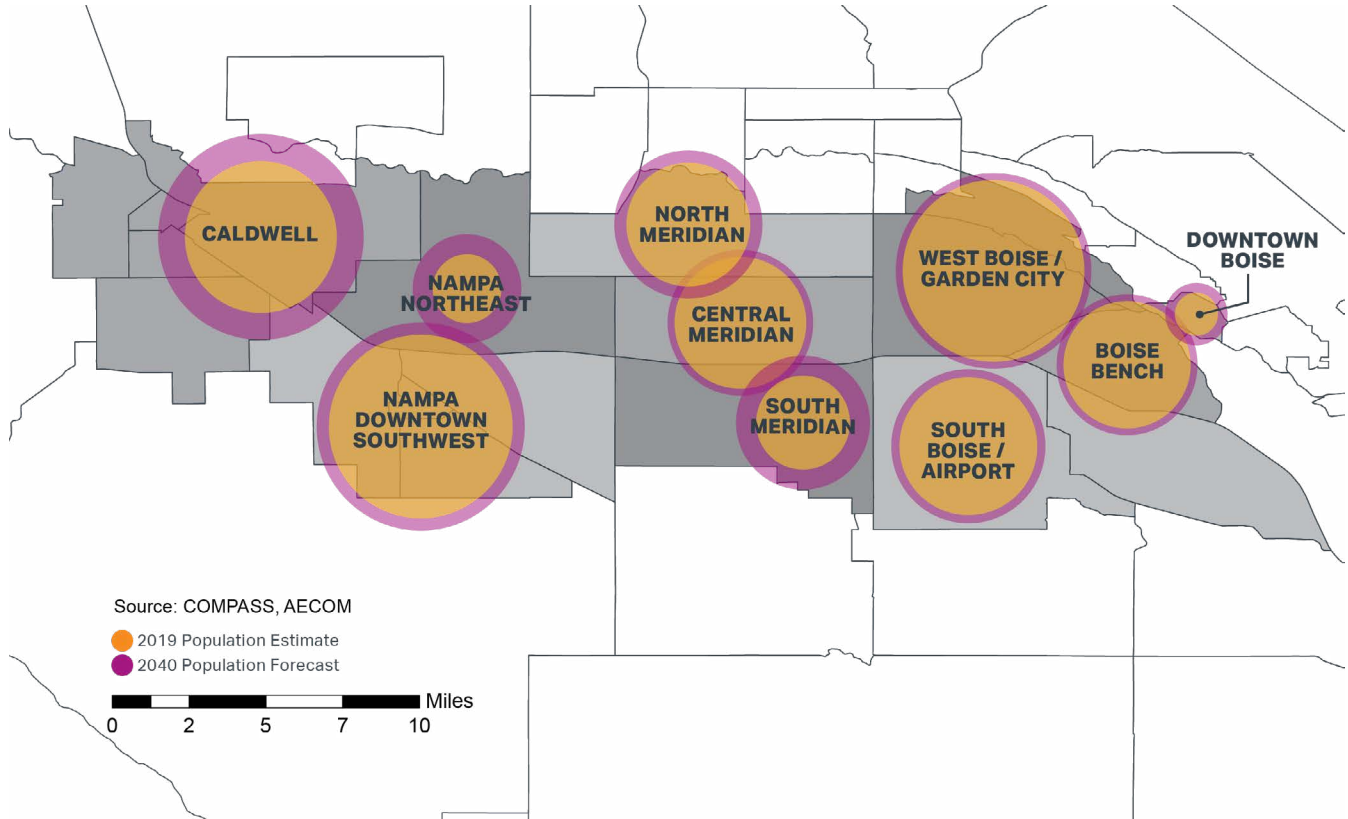 CALDWELL
NAMPA
NORTHEAST
NAMPA
DOWNTOWN
SOUTHWEST
NORTH
MERIDIAN
CENTRAL
MERIDIAN
SOUTH
MERIDIAN
WEST BOISE /
GARDEN CITY
DOWNTOWN
BOISE
BOISE
BENCH
SOUTH
BOISE /
AIRPORT
Source: COMPASS, AECOM
2019 Population Estimate
2040 Population Forecast
Miles
0 2 5 7 10